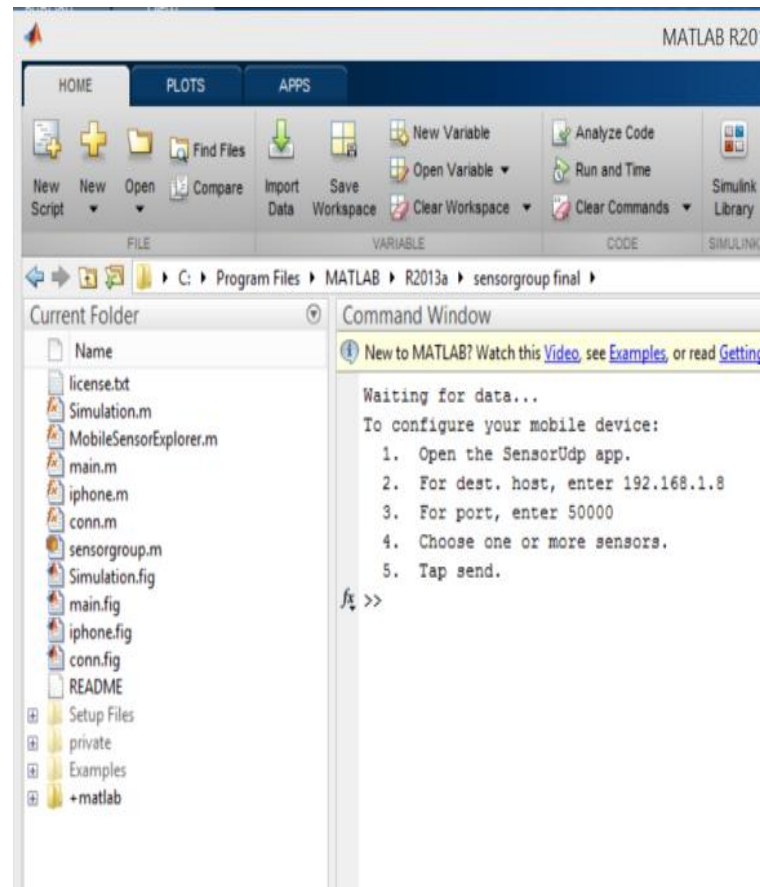 MATLAB R201
HOME PLOTS APPS
New Script
New
Open
Find Files
Compare
FILE
Import Data
Save Workspace
New Variable
Open Variable
Clear Workspace
VARIABLE
Analyze Code
Run and Time
Clear Commands
CODE
Simulink Library
SIMULINK
C: Program Files MATLAB R2013a sensorgroup final
Current Folder
Name
license.txt
Simulation.m
MobileSensorExplorer.m
main.m
iphone.m
conn.m
sensorgroup.m
Simulation.fig
main.fig
iphone.fig
conn.fig
README
Setup Files
private
Examples
+matlab
Command Window
New to MATLAB? Watch this Video, see Examples, or read Getting
Waiting for data...
To configure your mobile device:
1. Open the SensorUdp app.
2. For dest. host, enter 192.168.1.8
3. For port, enter 50000
4. Choose one or more sensors.
5. Tap send.
fx >>